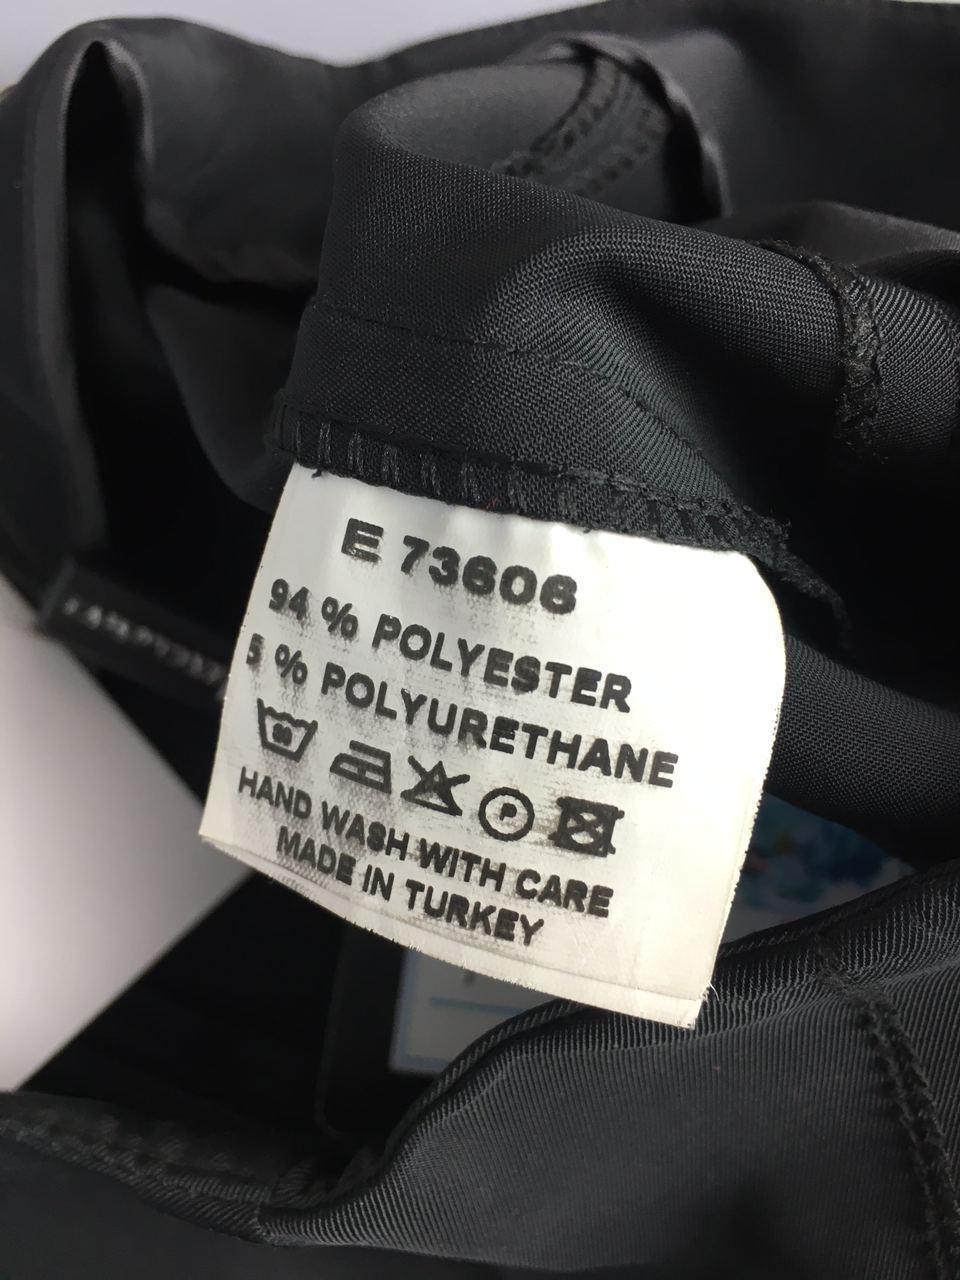 E 73606
94 % POLYESTER
5 % POLYURETHANE
P
HAND WASH WITH CARE
MADE IN TURKEY